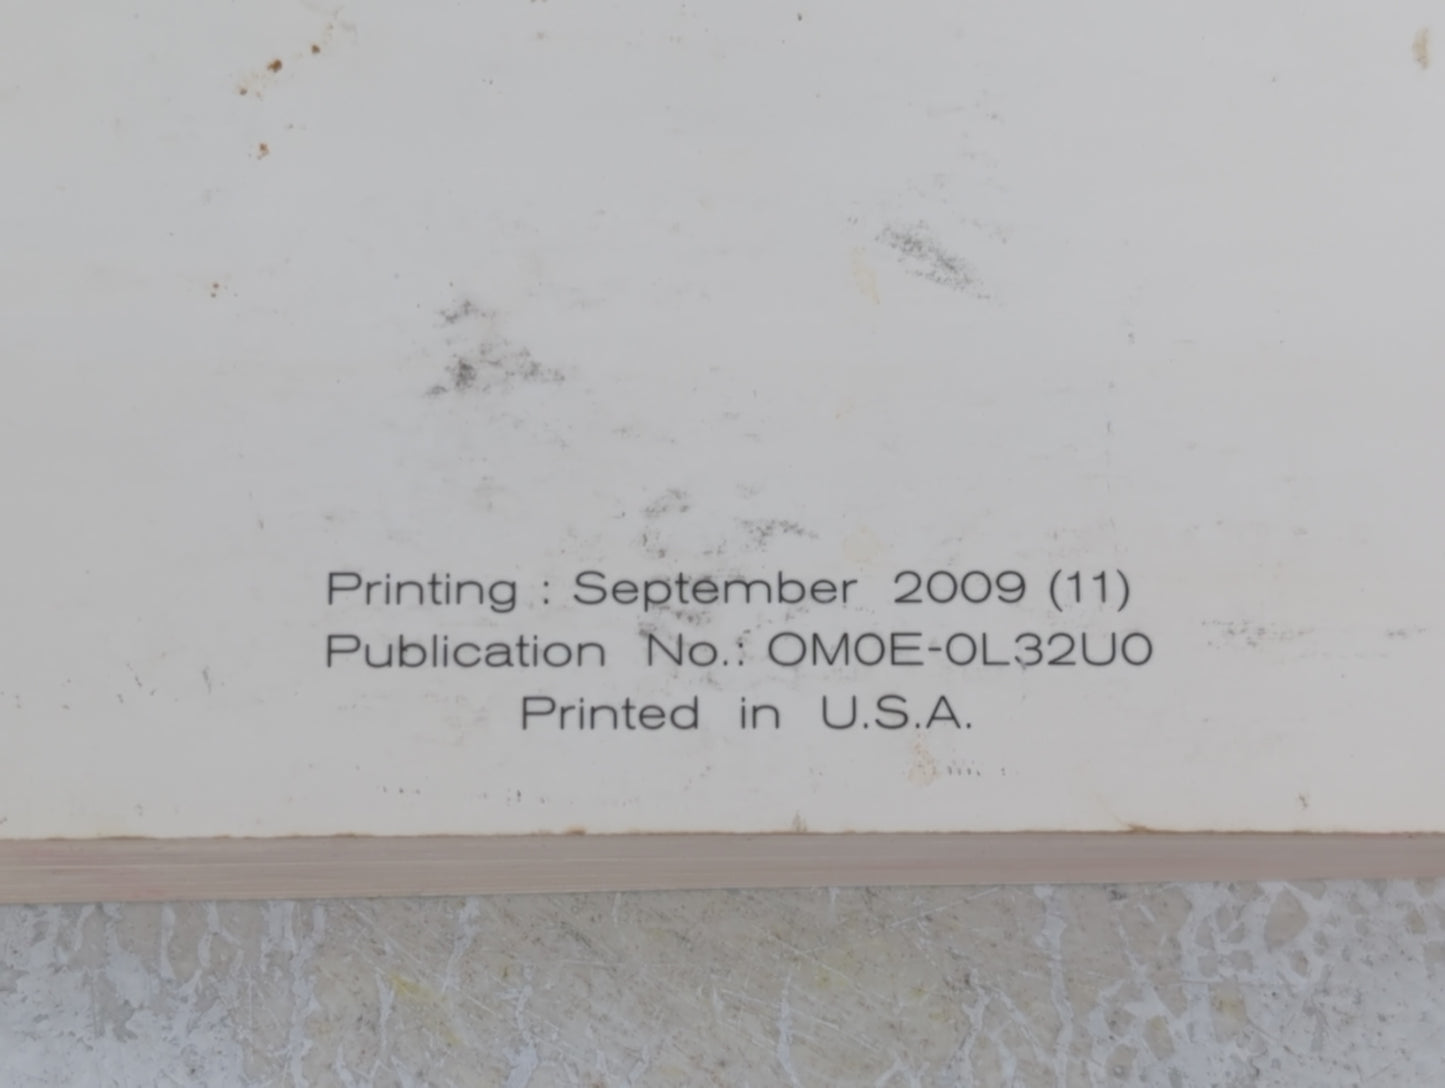 Printing : September 2009 (11)
Publication No.: OM0E-0L32U0
Printed in U.S.A.